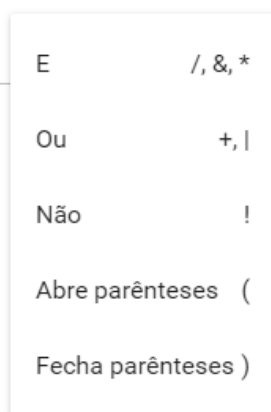 E /, &, *
Ou +, |
Não !
Abre parênteses (
Fecha parênteses )